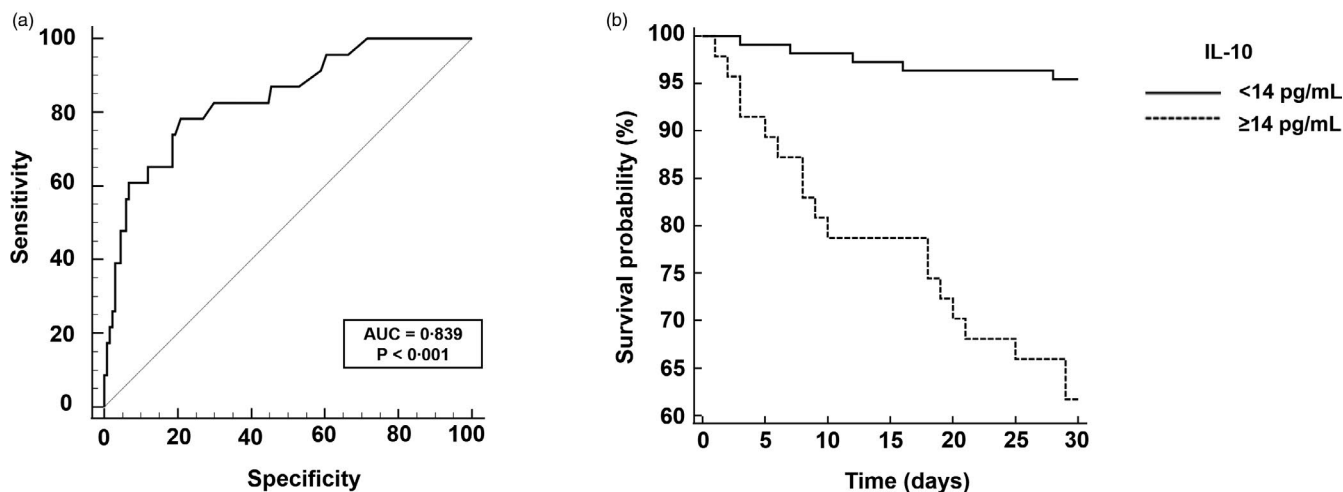 (a)
100
80
60
40
20
0
Sensitivity
AUC = 0·839
P < 0·001
0 20 40 60 80 100
Specificity
(b)
100
95
90
85
80
75
70
65
60
Survival probability (%)
0 5 10 15 20 25 30
Time (days)
IL-10
<14 pg/mL
≥14 pg/mL